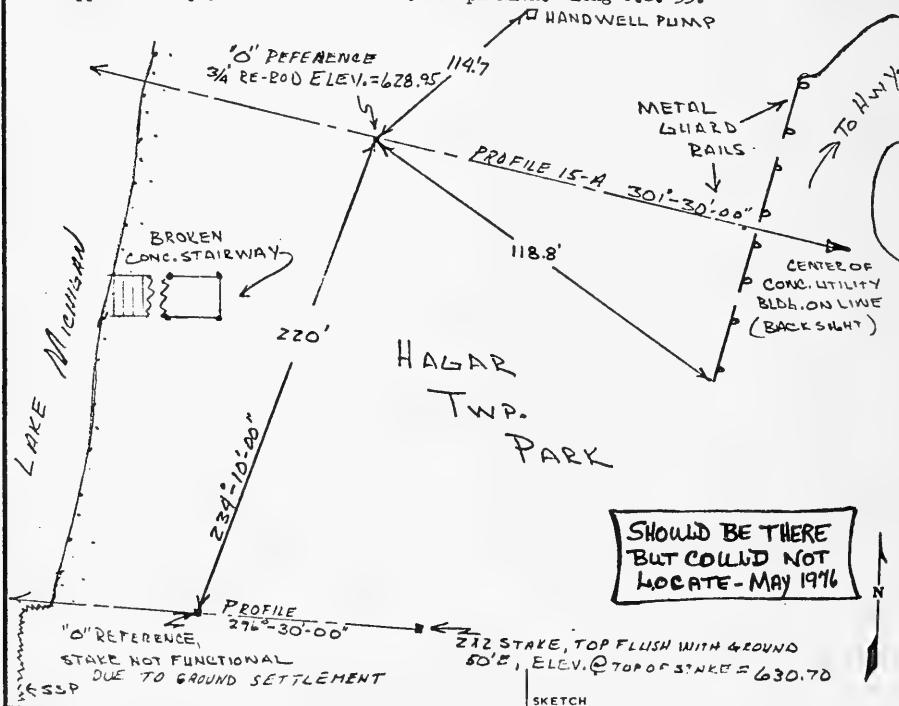 HANDWELL PUMP
"0" REFERENCE
3/4 RE-ROD ELEV.=628.95
114.7
METAL
GUARD
RAILS
TO HWY.
PROFILE 15-A
301°-30'-00"
118.8'
CENTER OF
CONC. UTILITY
BLDG. ON LINE
(BACKSIGHT)
BROKEN
CONC. STAIRWAY
LAKE MICHIGAN
220'
HAGAR
TWP.
PARK
234°-10'-00"
SHOULD BE THERE
BUT COULD NOT
LOCATE - MAY 1976
N
PROFILE
296°-30'-00"
"0" REFERENCE,
STAKE NOT FUNCTIONAL
DUE TO GROUND SETTLEMENT
2X2 STAKE, TOP FLUSH WITH GROUND
50'E, ELEV. @ TOP OF STAKE = 630.70
SSP
SKETCH